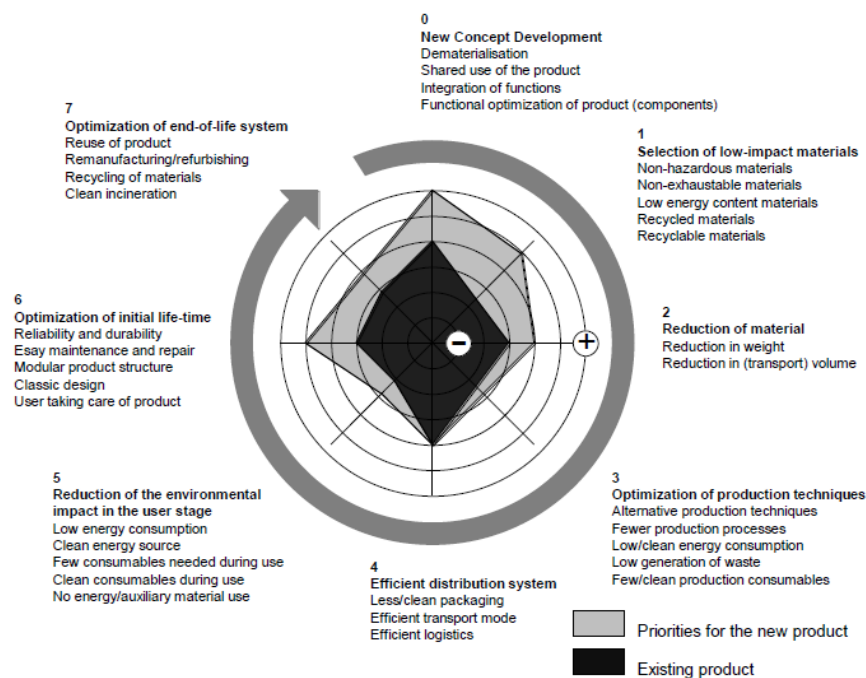 0
New Concept Development
Dematerialisation
Shared use of the product
Integration of functions
Functional optimization of product (components)
1
Selection of low-impact materials
Non-hazardous materials
Non-exhaustable materials
Low energy content materials
Recycled materials
Recyclable materials
2
Reduction of material
Reduction in weight
Reduction in (transport) volume
3
Optimization of production techniques
Alternative production techniques
Fewer production processes
Low/clean energy consumption
Low generation of waste
Few/clean production consumables
4
Efficient distribution system
Less/clean packaging
Efficient transport mode
Efficient logistics
5
Reduction of the environmental
impact in the user stage
Low energy consumption
Clean energy source
Few consumables needed during use
Clean consumables during use
No energy/auxiliary material use
6
Optimization of initial life-time
Reliability and durability
Esay maintenance and repair
Modular product structure
Classic design
User taking care of product
7
Optimization of end-of-life system
Reuse of product
Remanufacturing/refurbishing
Recycling of materials
Clean incineration
-
+
Priorities for the new product
Existing product